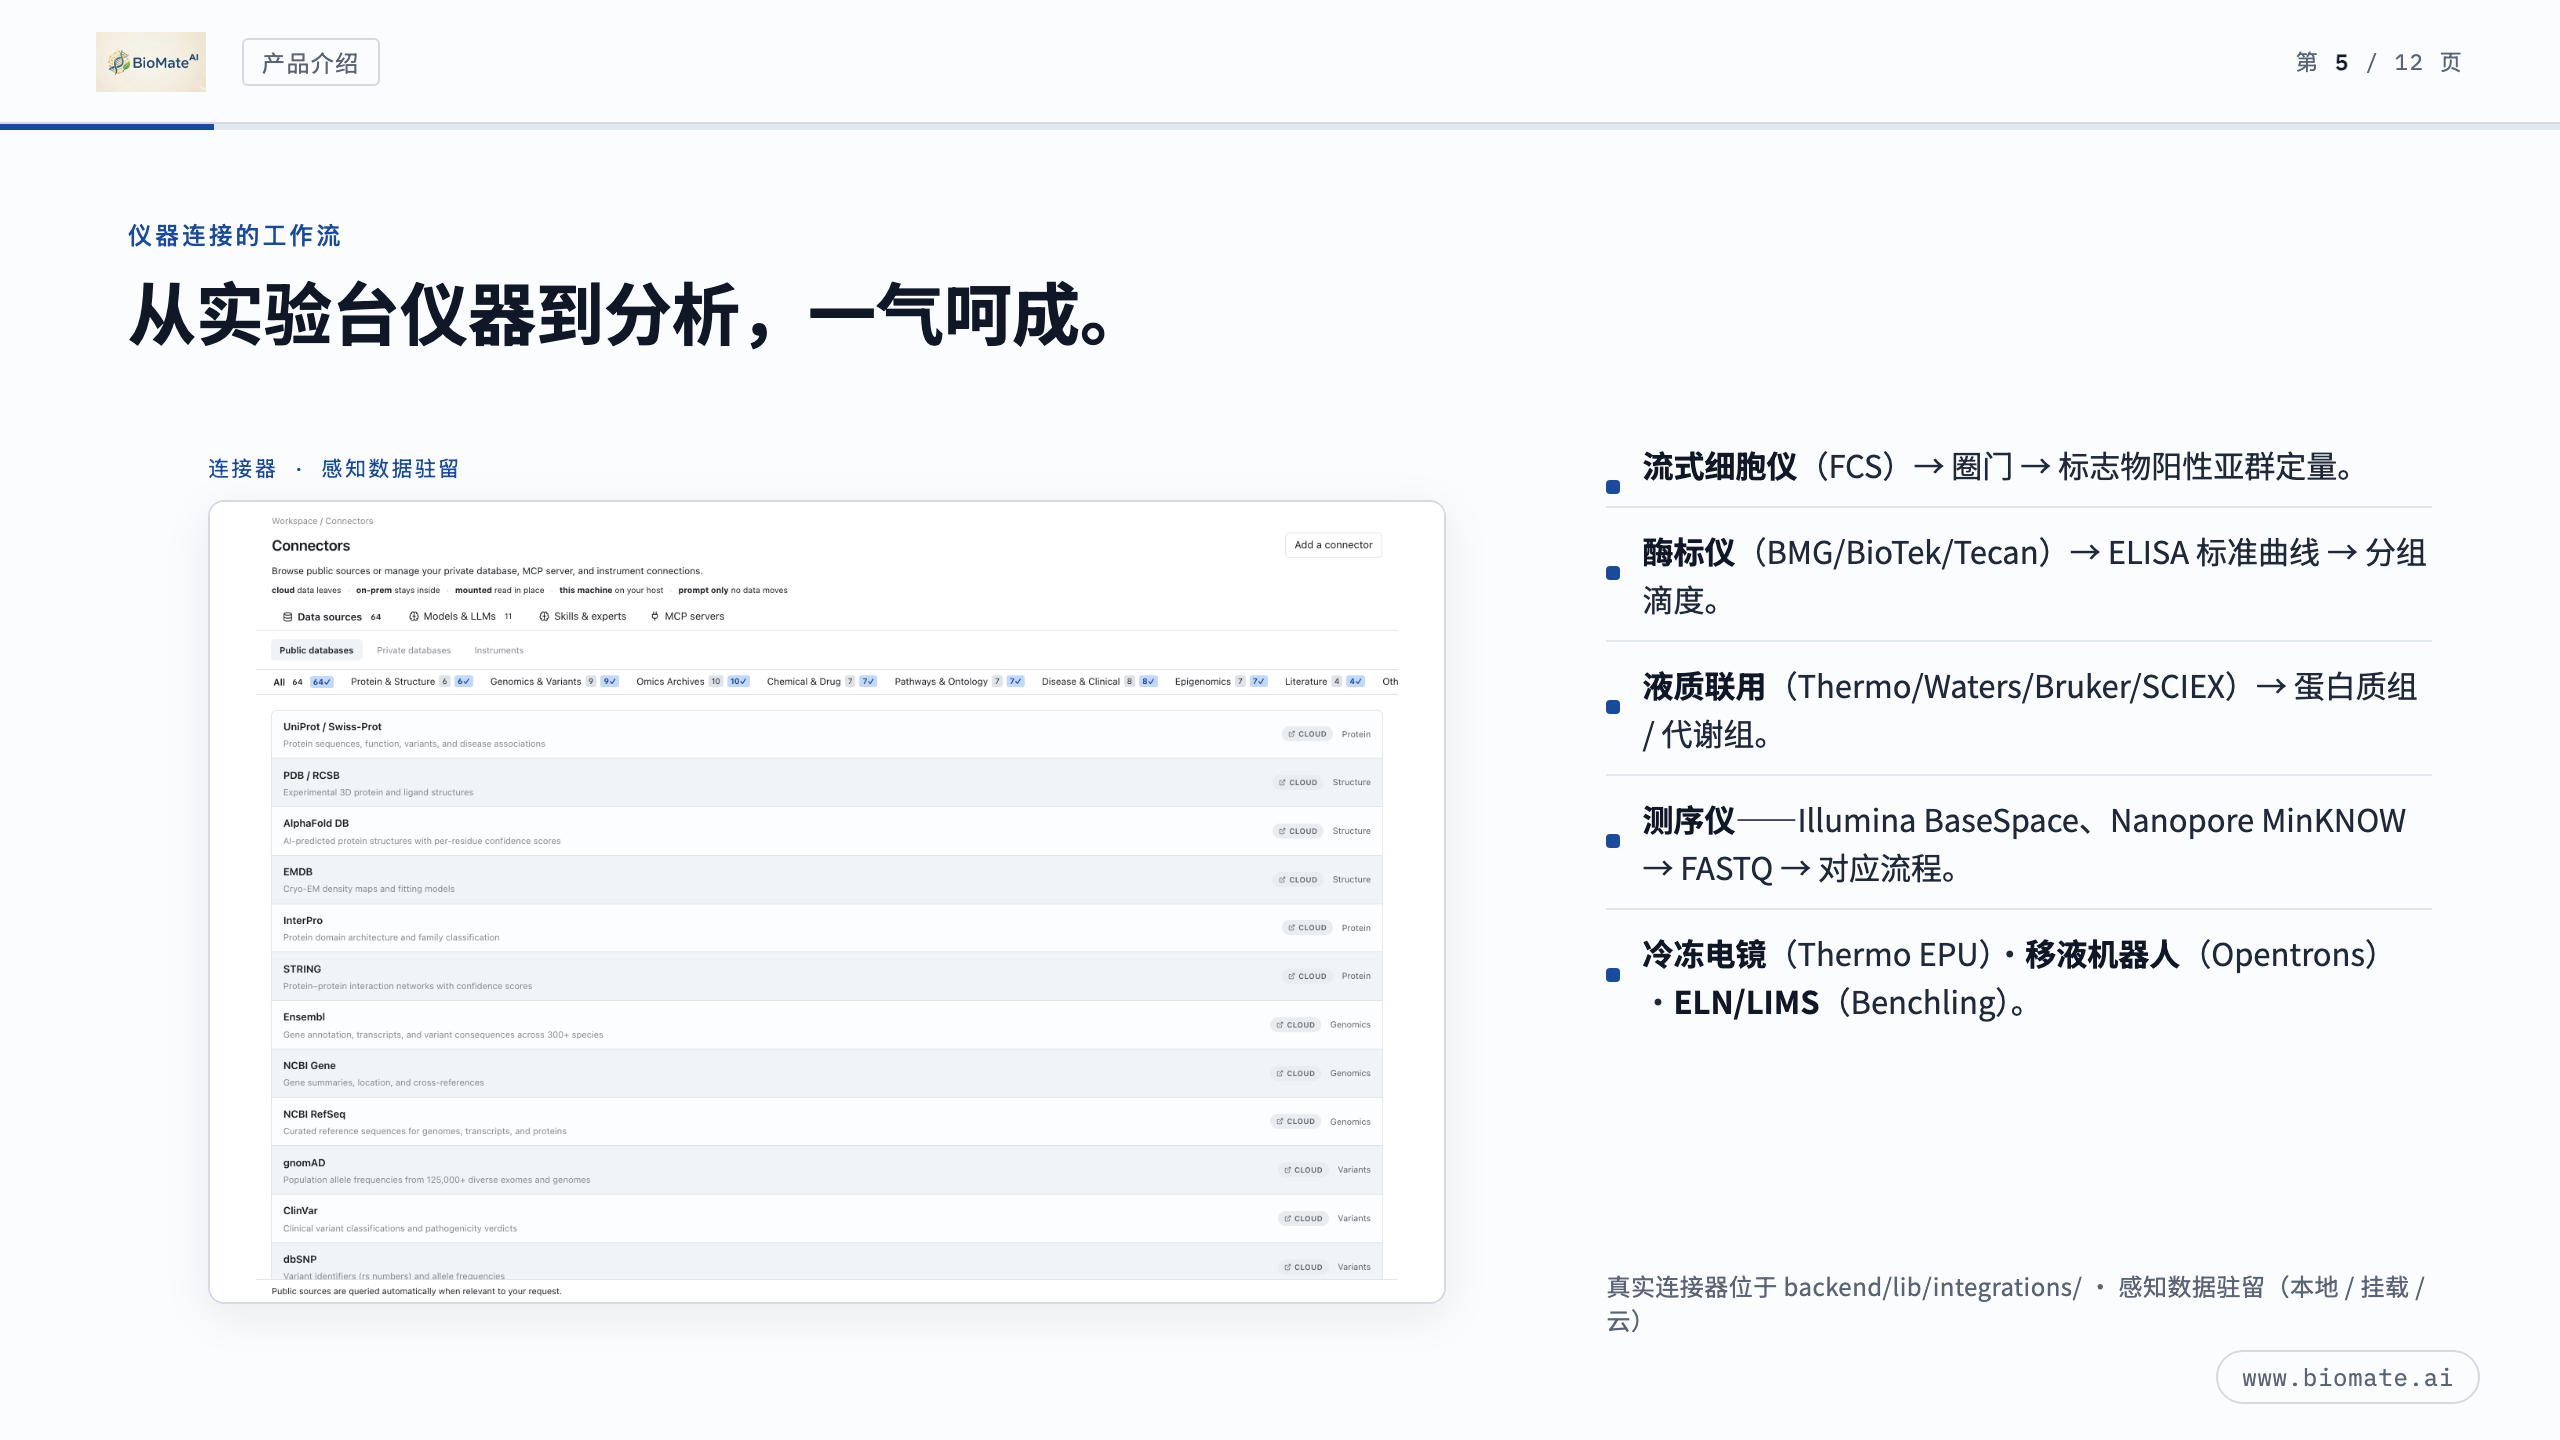 BioMate AI
产品介绍
第 5 / 12 页
仪器连接的工作流
从实验台仪器到分析，一气呵成。
连接器 · 感知数据驻留
Workspace / Connectors
Connectors
Add a connector
Browse public sources or manage your private database, MCP server, and instrument connections.
cloud data leaves · on-prem stays inside · mounted read in place · this machine on your host · prompt only no data moves
Data sources 64 Models & LLMs 11 Skills & experts MCP servers
Public databases Private databases Instruments
All 64 64✓ Protein & Structure 6 6✓ Genomics & Variants 9 9✓ Omics Archives 10 10✓ Chemical & Drug 7 7✓ Pathways & Ontology 7 7✓ Disease & Clinical 8 8✓ Epigenomics 7 7✓ Literature 4 4✓ Oth
UniProt / Swiss-Prot
Protein sequences, function, variants, and disease associations
CLOUD Protein
PDB / RCSB
Experimental 3D protein and ligand structures
CLOUD Structure
AlphaFold DB
AI-predicted protein structures with per-residue confidence scores
CLOUD Structure
EMDB
Cryo-EM density maps and fitting models
CLOUD Structure
InterPro
Protein domain architecture and family classification
CLOUD Protein
STRING
Protein–protein interaction networks with confidence scores
CLOUD Protein
Ensembl
Gene annotation, transcripts, and variant consequences across 300+ species
CLOUD Genomics
NCBI Gene
Gene summaries, location, and cross-references
CLOUD Genomics
NCBI RefSeq
Curated reference sequences for genomes, transcripts, and proteins
CLOUD Genomics
gnomAD
Population allele frequencies from 125,000+ diverse exomes and genomes
CLOUD Variants
ClinVar
Clinical variant classifications and pathogenicity verdicts
CLOUD Variants
dbSNP
Variant identifiers (rs numbers) and allele frequencies
CLOUD Variants
Public sources are queried automatically when relevant to your request.
流式细胞仪（FCS）→ 圈门 → 标志物阳性亚群定量。
酶标仪（BMG/BioTek/Tecan）→ ELISA 标准曲线 → 分组
滴度。
液质联用（Thermo/Waters/Bruker/SCIEX）→ 蛋白质组
/ 代谢组。
测序仪——Illumina BaseSpace、Nanopore MinKNOW
→ FASTQ → 对应流程。
冷冻电镜（Thermo EPU）· 移液机器人（Opentrons）
· ELN/LIMS（Benchling）。
真实连接器位于 backend/lib/integrations/ · 感知数据驻留（本地 / 挂载 /
云）
www.biomate.ai